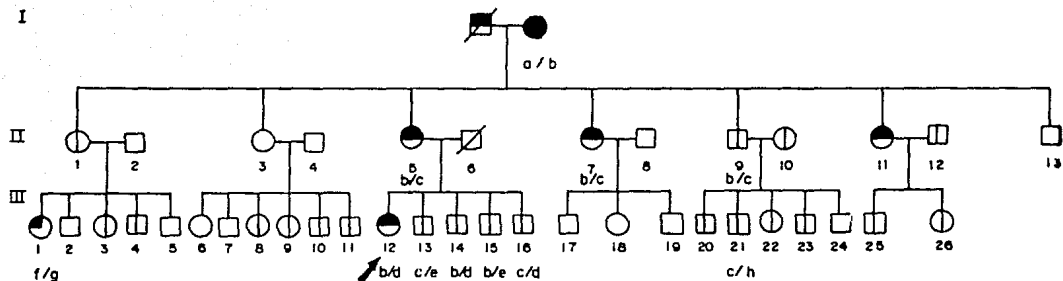 I
a/b
II
1 2 3 4 5 6 7 8 9 10 11 12 13
b/c b/c b/c
III
1 2 3 4 5 6 7 8 9 10 11 12 13 14 15 16 17 18 19 20 21 22 23 24 25 26
f/g b/d c/e b/d b/e c/d c/h